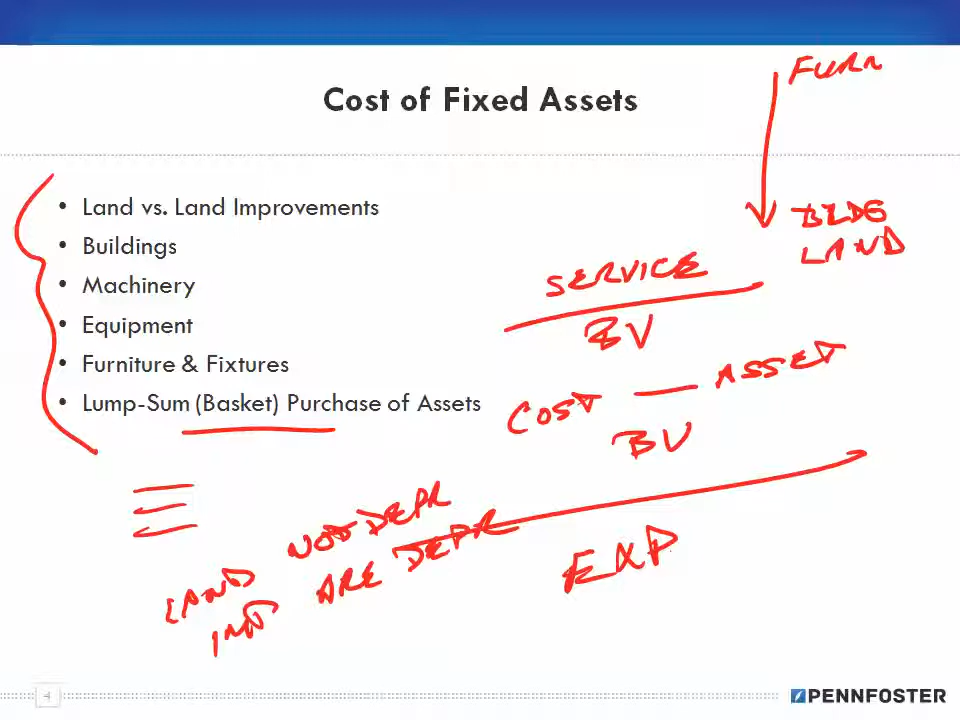 FURN
Cost of Fixed Assets
• Land vs. Land Improvements
BLDG
LAND
• Buildings
SERVICE
• Machinery
BV
• Equipment
• Furniture & Fixtures
COST — ASSET
• Lump-Sum (Basket) Purchase of Assets
BV
LAND NOT DEPR
IMP ARE DEPR
EXP
4
PENNFOSTER